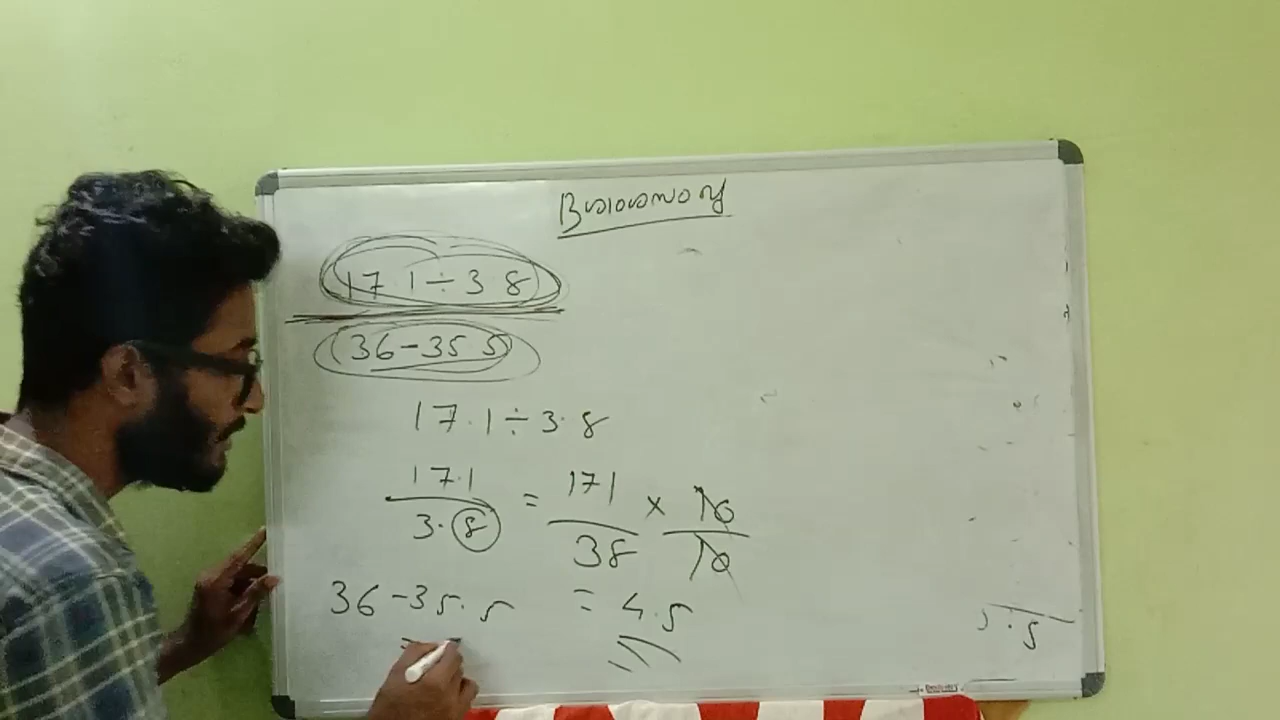 ദശാംശസംഖ്യ
17.1÷3.8
36-35.5
17.1÷3.8
17.1/3.8 = 171/38 × 10/10
36-35.5 = 4.5